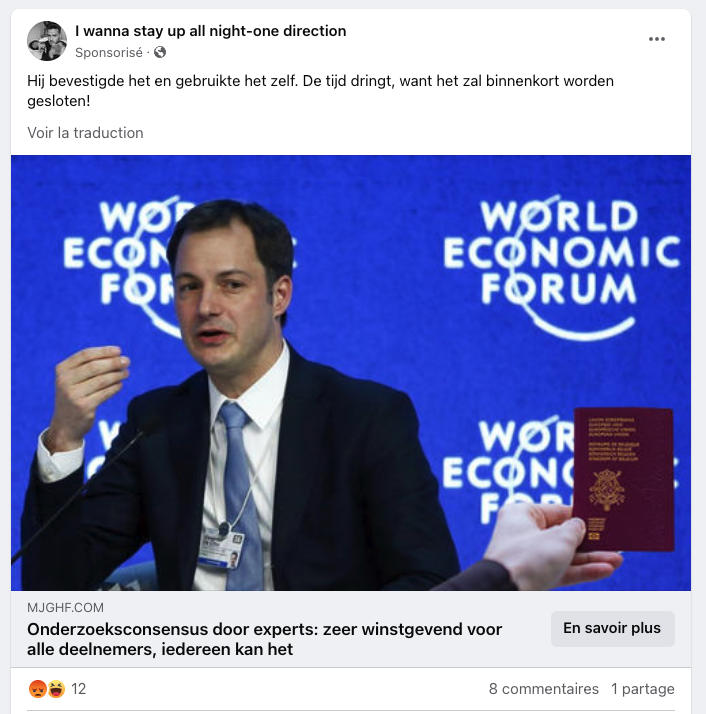 I wanna stay up all night-one direction
Sponsorisé ·
Hij bevestigde het en gebruikte het zelf. De tijd dringt, want het zal binnenkort worden
gesloten!
Voir la traduction
WORLD
ECONOMIC
FORUM
WORLD
ECONOMIC
FORUM
MJGHF.COM
Onderzoeksconsensus door experts: zeer winstgevend voor
alle deelnemers, iedereen kan het
En savoir plus
12
8 commentaires 1 partage